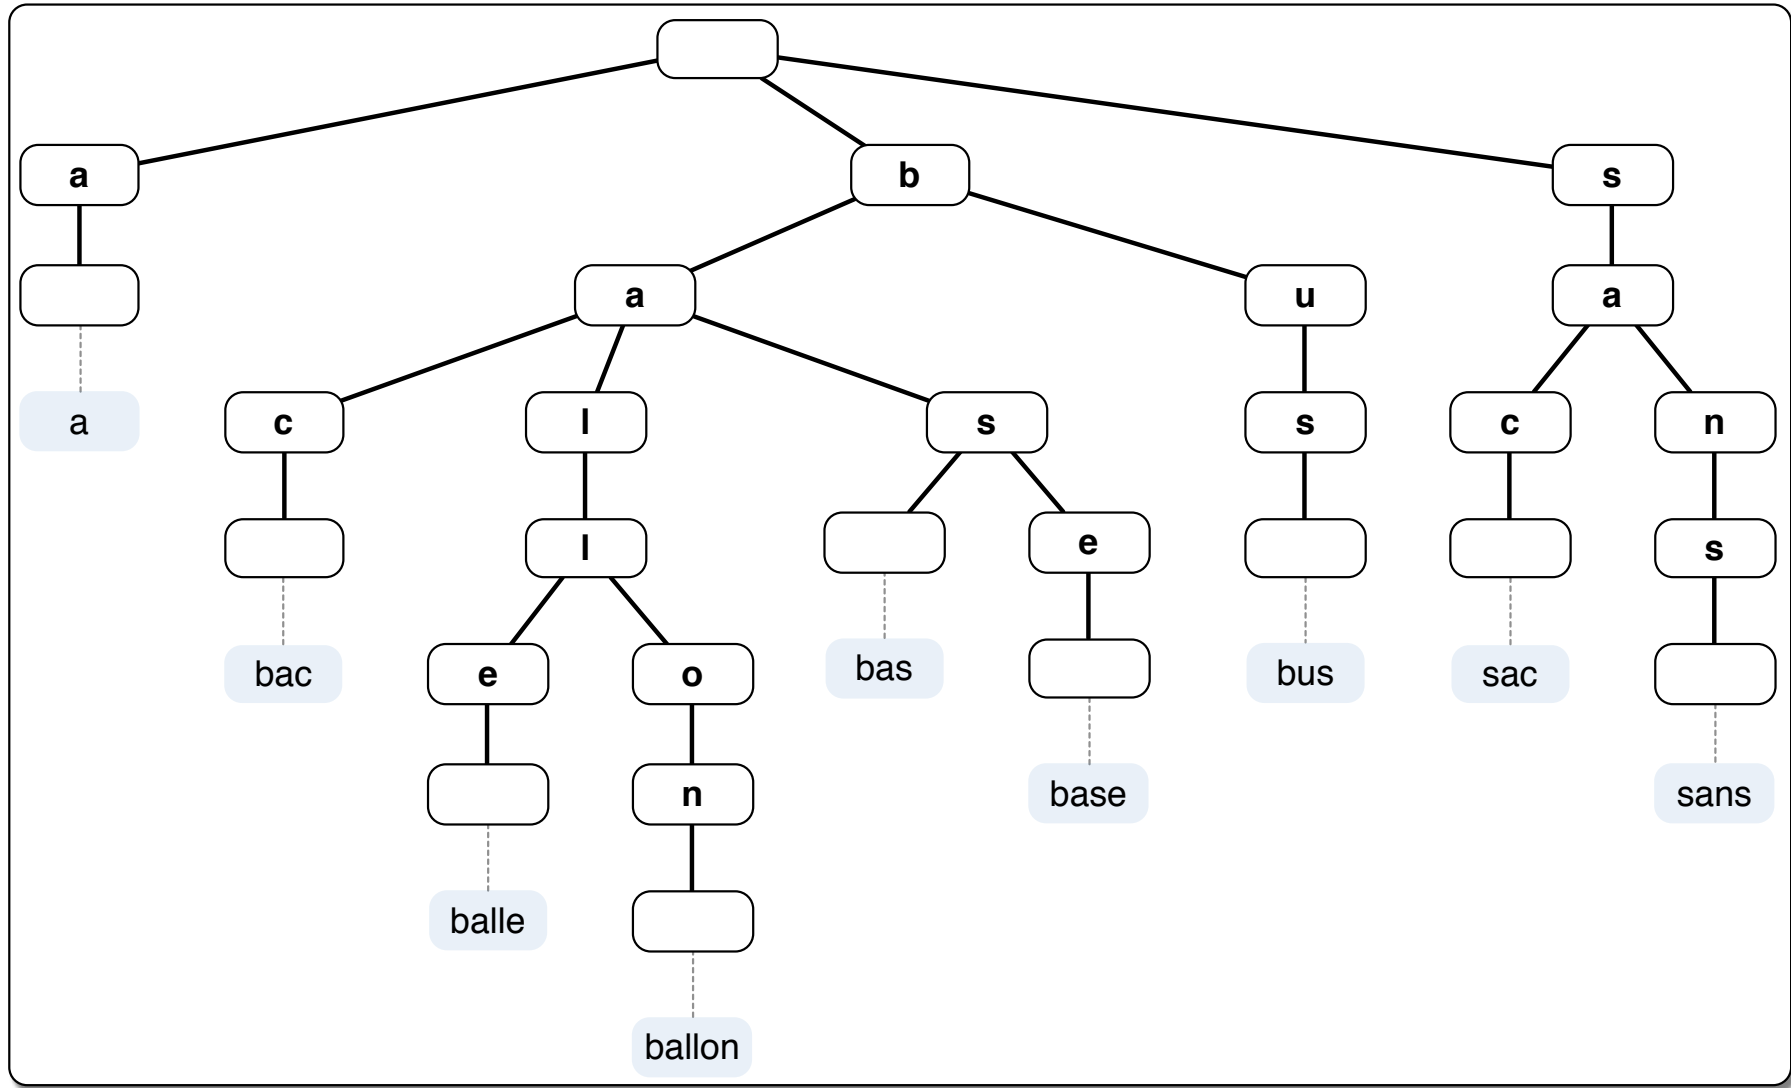 a b s
a u a
a c l s s c n
l e s
bac e o bas bus sac
n base sans
balle
ballon